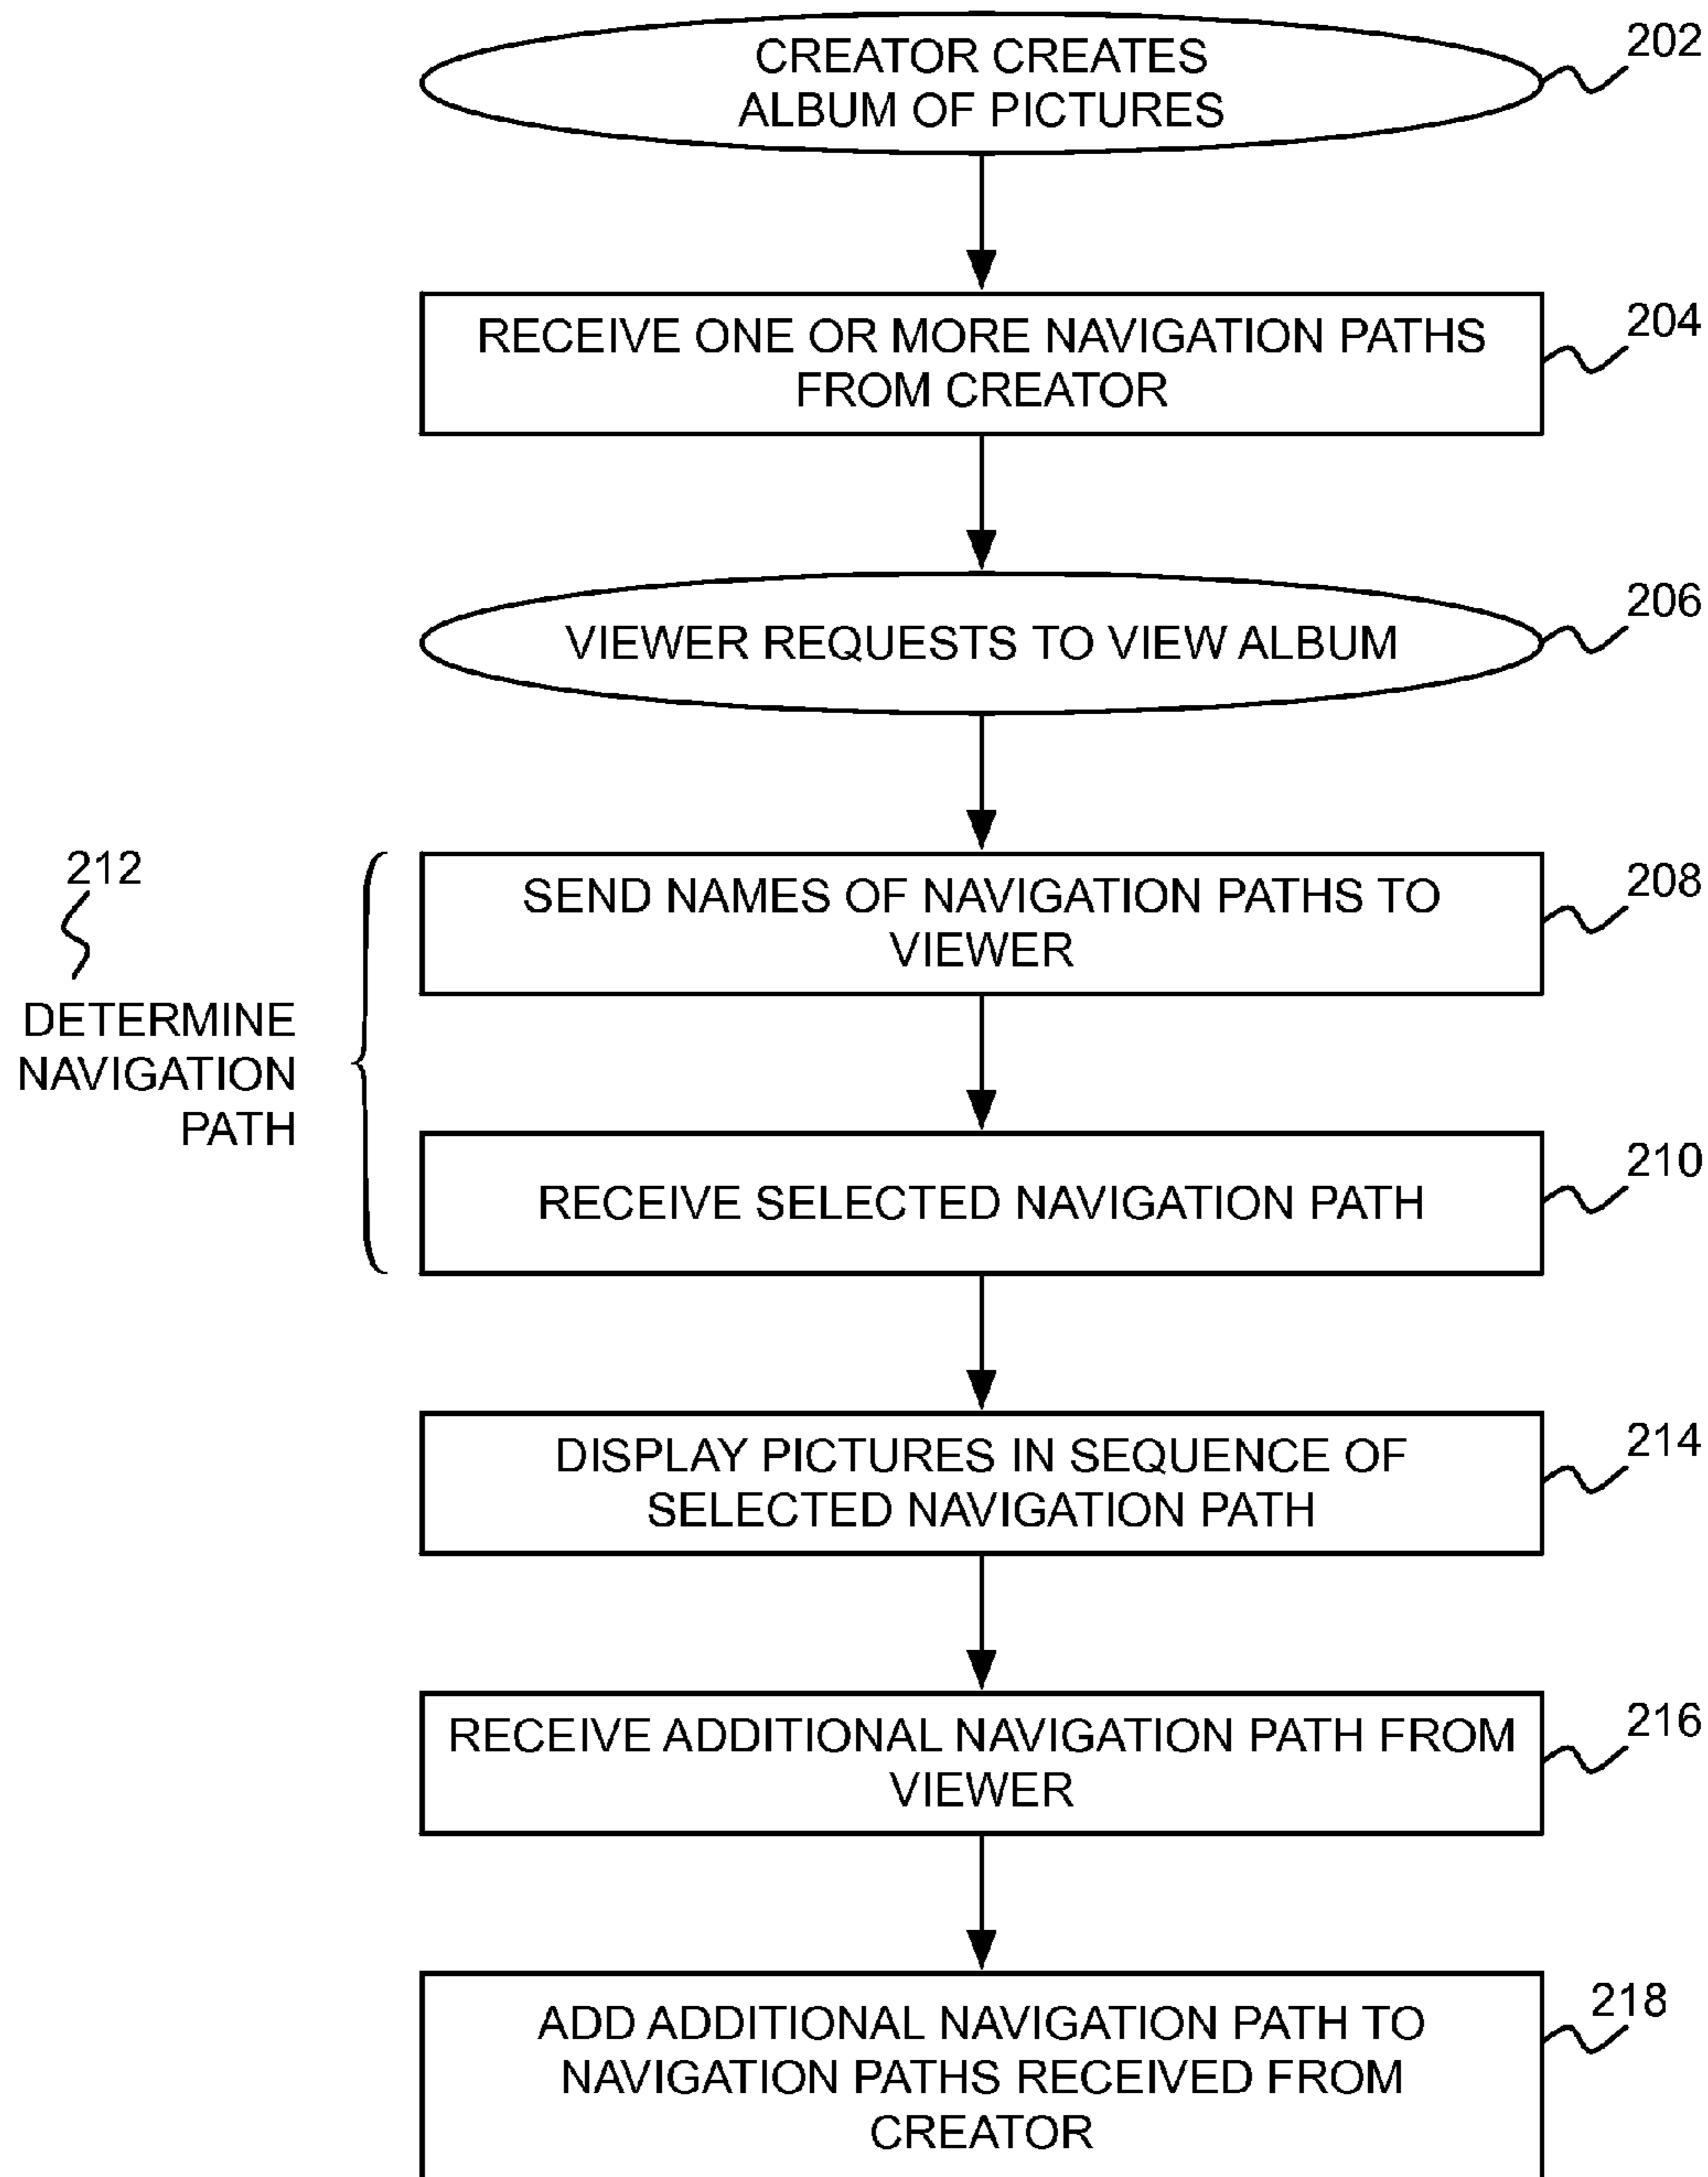 CREATOR CREATES
ALBUM OF PICTURES
202
RECEIVE ONE OR MORE NAVIGATION PATHS
FROM CREATOR
204
VIEWER REQUESTS TO VIEW ALBUM
206
212
DETERMINE
NAVIGATION
PATH
SEND NAMES OF NAVIGATION PATHS TO
VIEWER
208
RECEIVE SELECTED NAVIGATION PATH
210
DISPLAY PICTURES IN SEQUENCE OF
SELECTED NAVIGATION PATH
214
RECEIVE ADDITIONAL NAVIGATION PATH FROM
VIEWER
216
ADD ADDITIONAL NAVIGATION PATH TO
NAVIGATION PATHS RECEIVED FROM
CREATOR
218